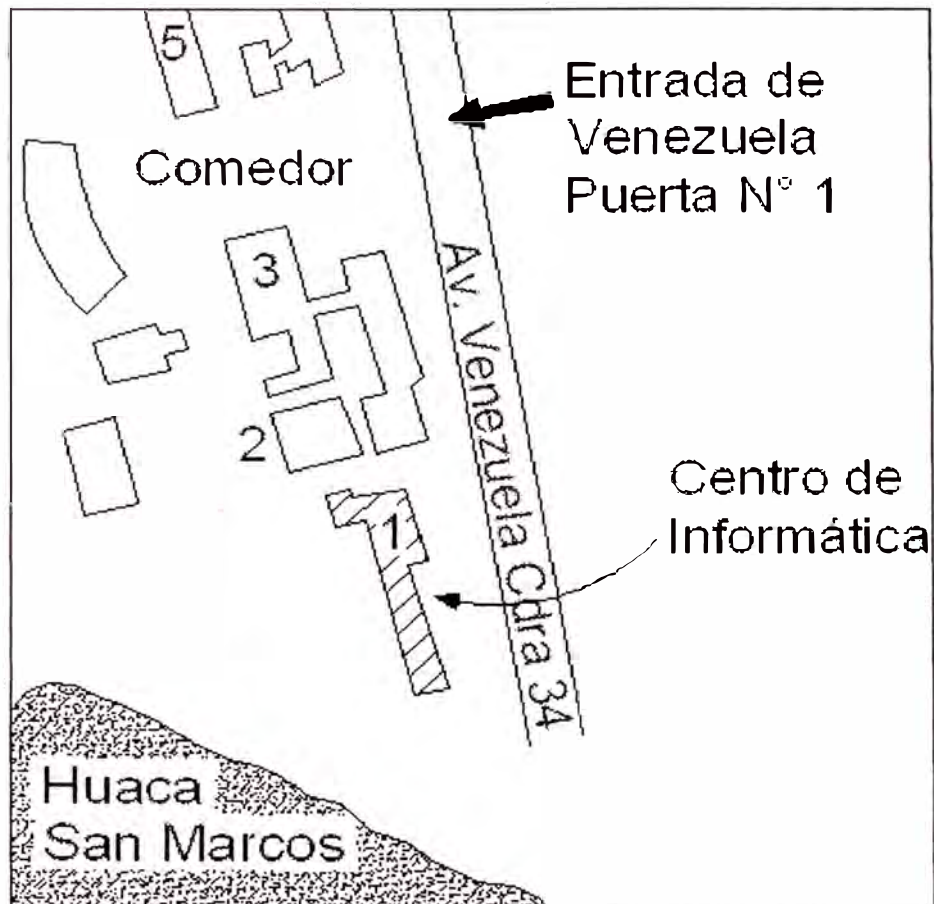 5
Entrada de
Venezuela
Puerta N° 1
Comedor
3
Av. Venezuela Cdra 34
2
Centro de
Informática
1
Huaca
San Marcos